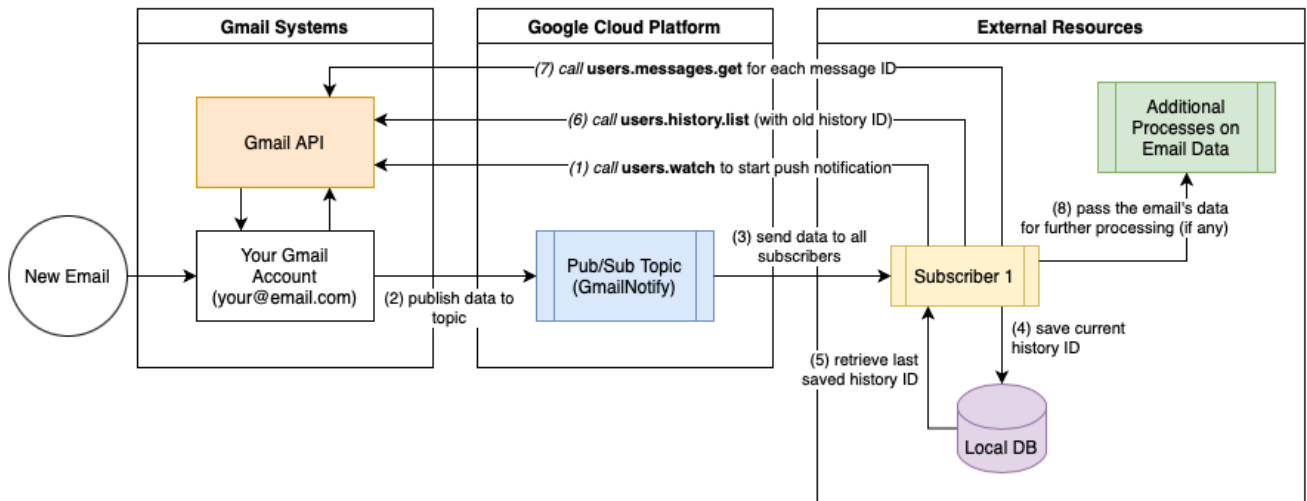 Gmail Systems
Google Cloud Platform
External Resources
(7) call users.messages.get for each message ID
(6) call users.history.list (with old history ID)
(1) call users.watch to start push notification
Gmail API
Additional
Processes on
Email Data
(8) pass the email's data
for further processing (if any)
New Email
Your Gmail
Account
(your@email.com)
(2) publish data to
topic
Pub/Sub Topic
(GmailNotify)
(3) send data to all
subscribers
Subscriber 1
(4) save current
history ID
(5) retrieve last
saved history ID
Local DB